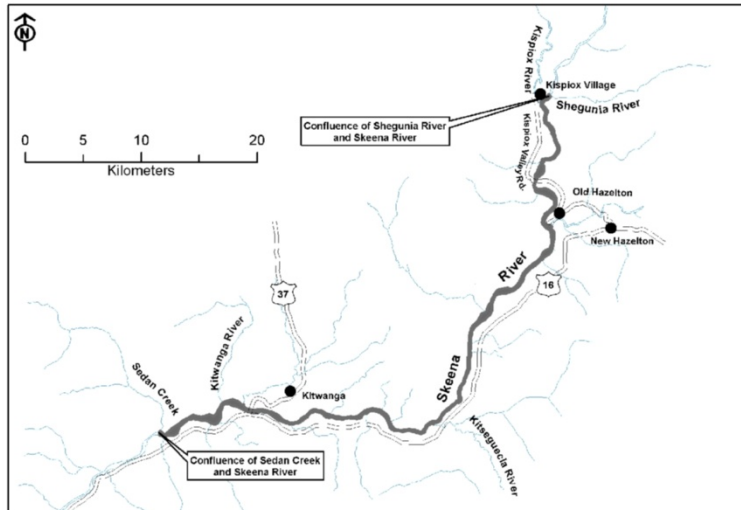 N
Kispiox River
Kispiox Village
Shegunia River
Confluence of Shegunia River
and Skeena River
0 5 10 20
Kilometers
Kispiox Valley Rd.
Old Hazelton
New Hazelton
River
16
37
Skeena
Kitwanga River
Sedan Creek
Kitwanga
Kitseguecla River
Confluence of Sedan Creek
and Skeena River